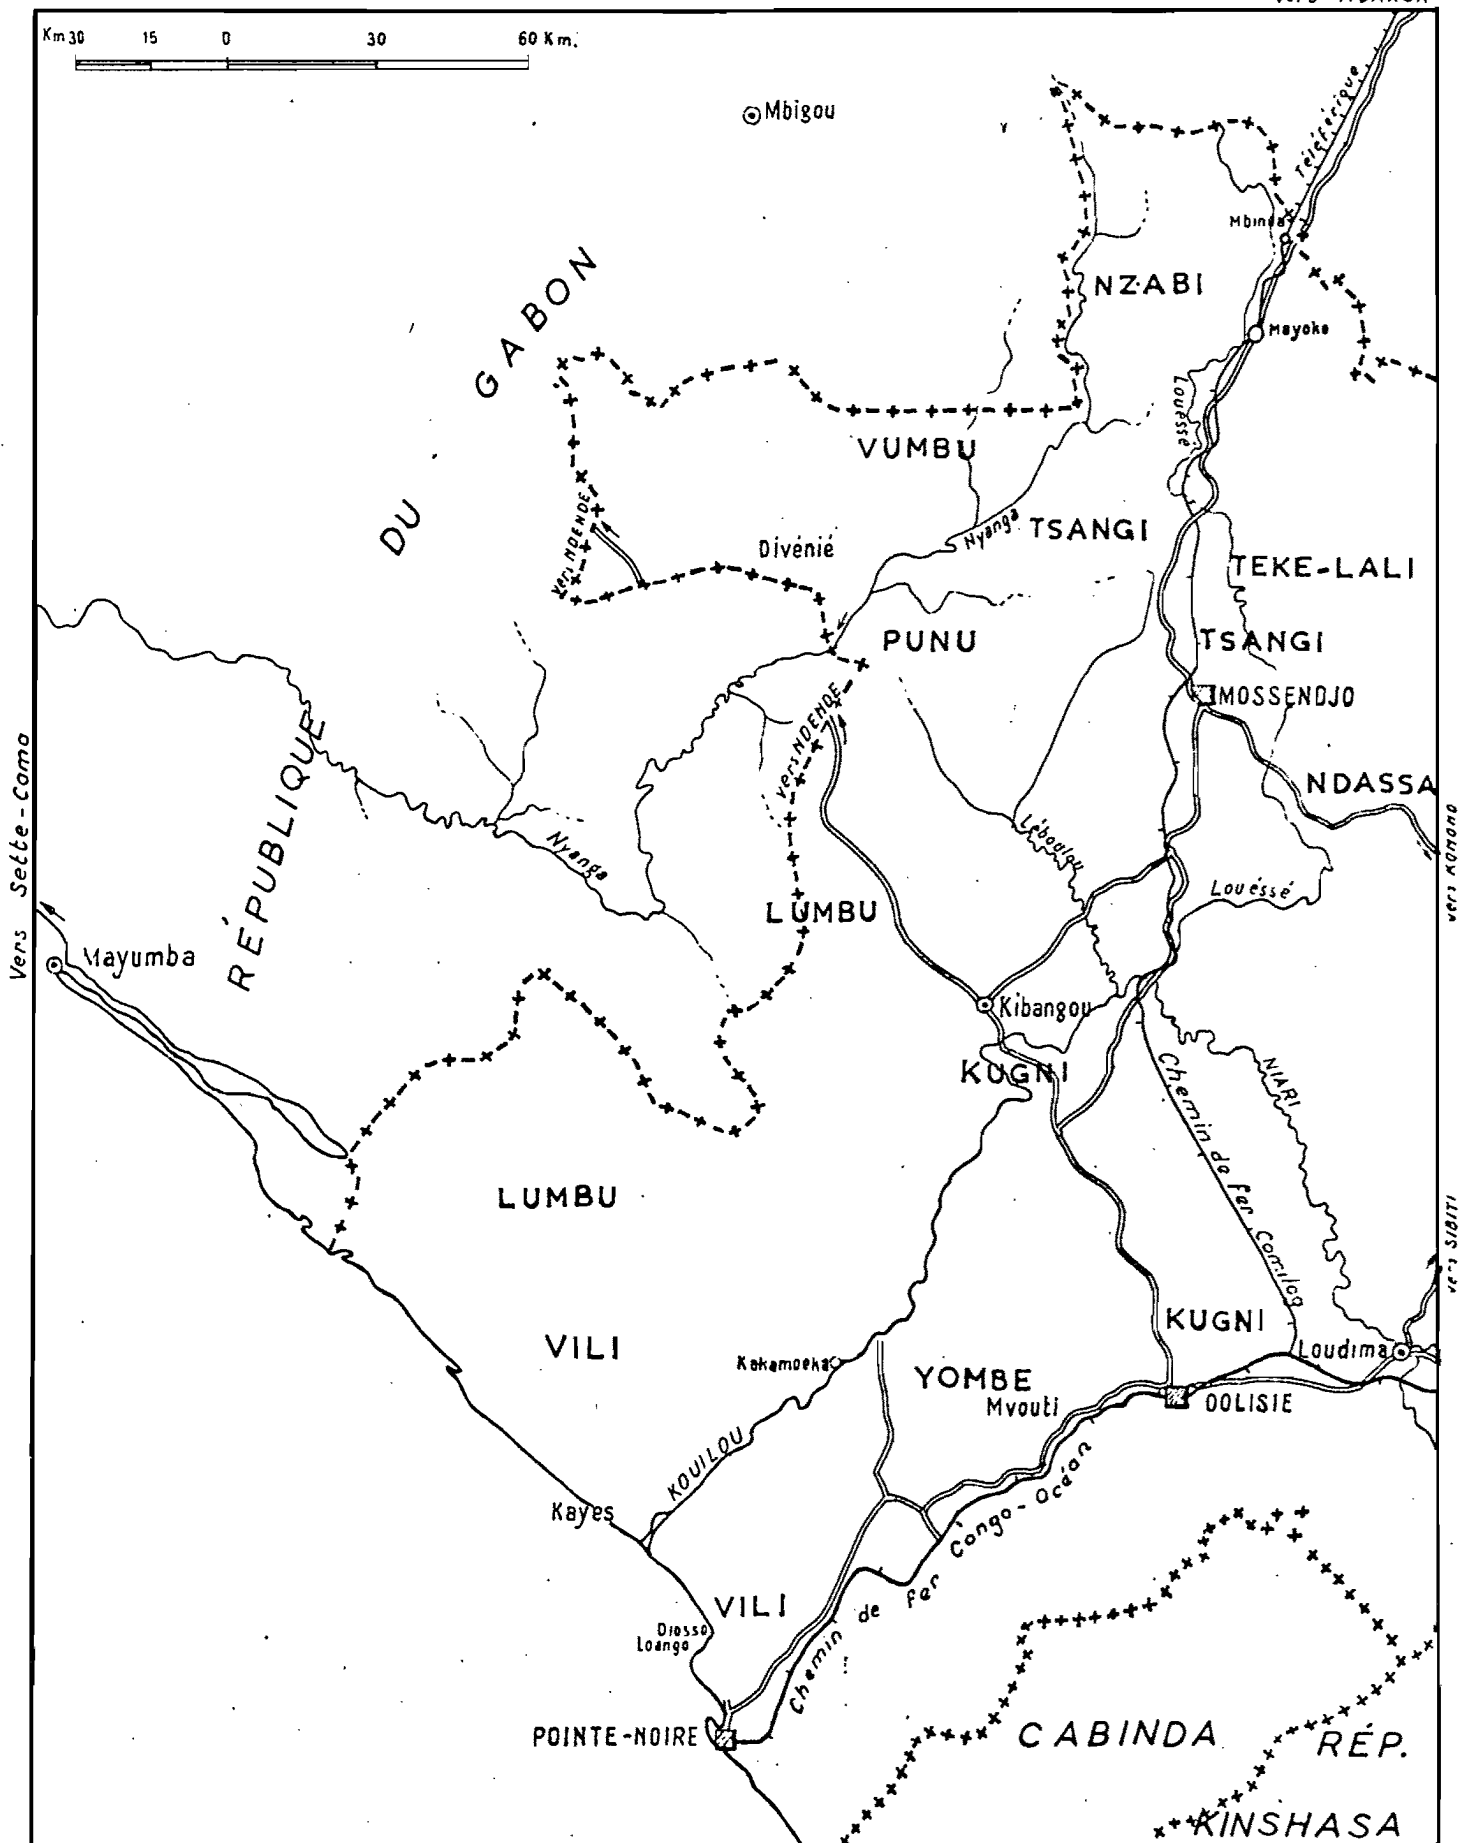 Km 30 15 0 30 60 Km.
Mbigou
Téléférique
Mbinda
NZABI
Mayoko
RÉPUBLIQUE DU GABON
Louessé
VUMBU
Nyanga
TSANGI
Divénié
vers NDENDE
TEKE-LALI
PUNU
TSANGI
MOSSENDJO
vers NDENDE
NDASSA
Vers Sette-Cama
Nyanga
Léboulou
vers KOMONO
LUMBU
Louéssé
Mayumba
Kibangou
KUGNI
NIARI
Chemin de fer Comilog
LUMBU
vers SIBITI
VILI
KUGNI
Kakamoeka
Loudima
YOMBE
Mvouti
DOLISIE
KOUILOU
Kayes
Chemin de fer Congo-Océan
VILI
Diosso
Loango
POINTE-NOIRE
CABINDA
RÉP.
KINSHASA